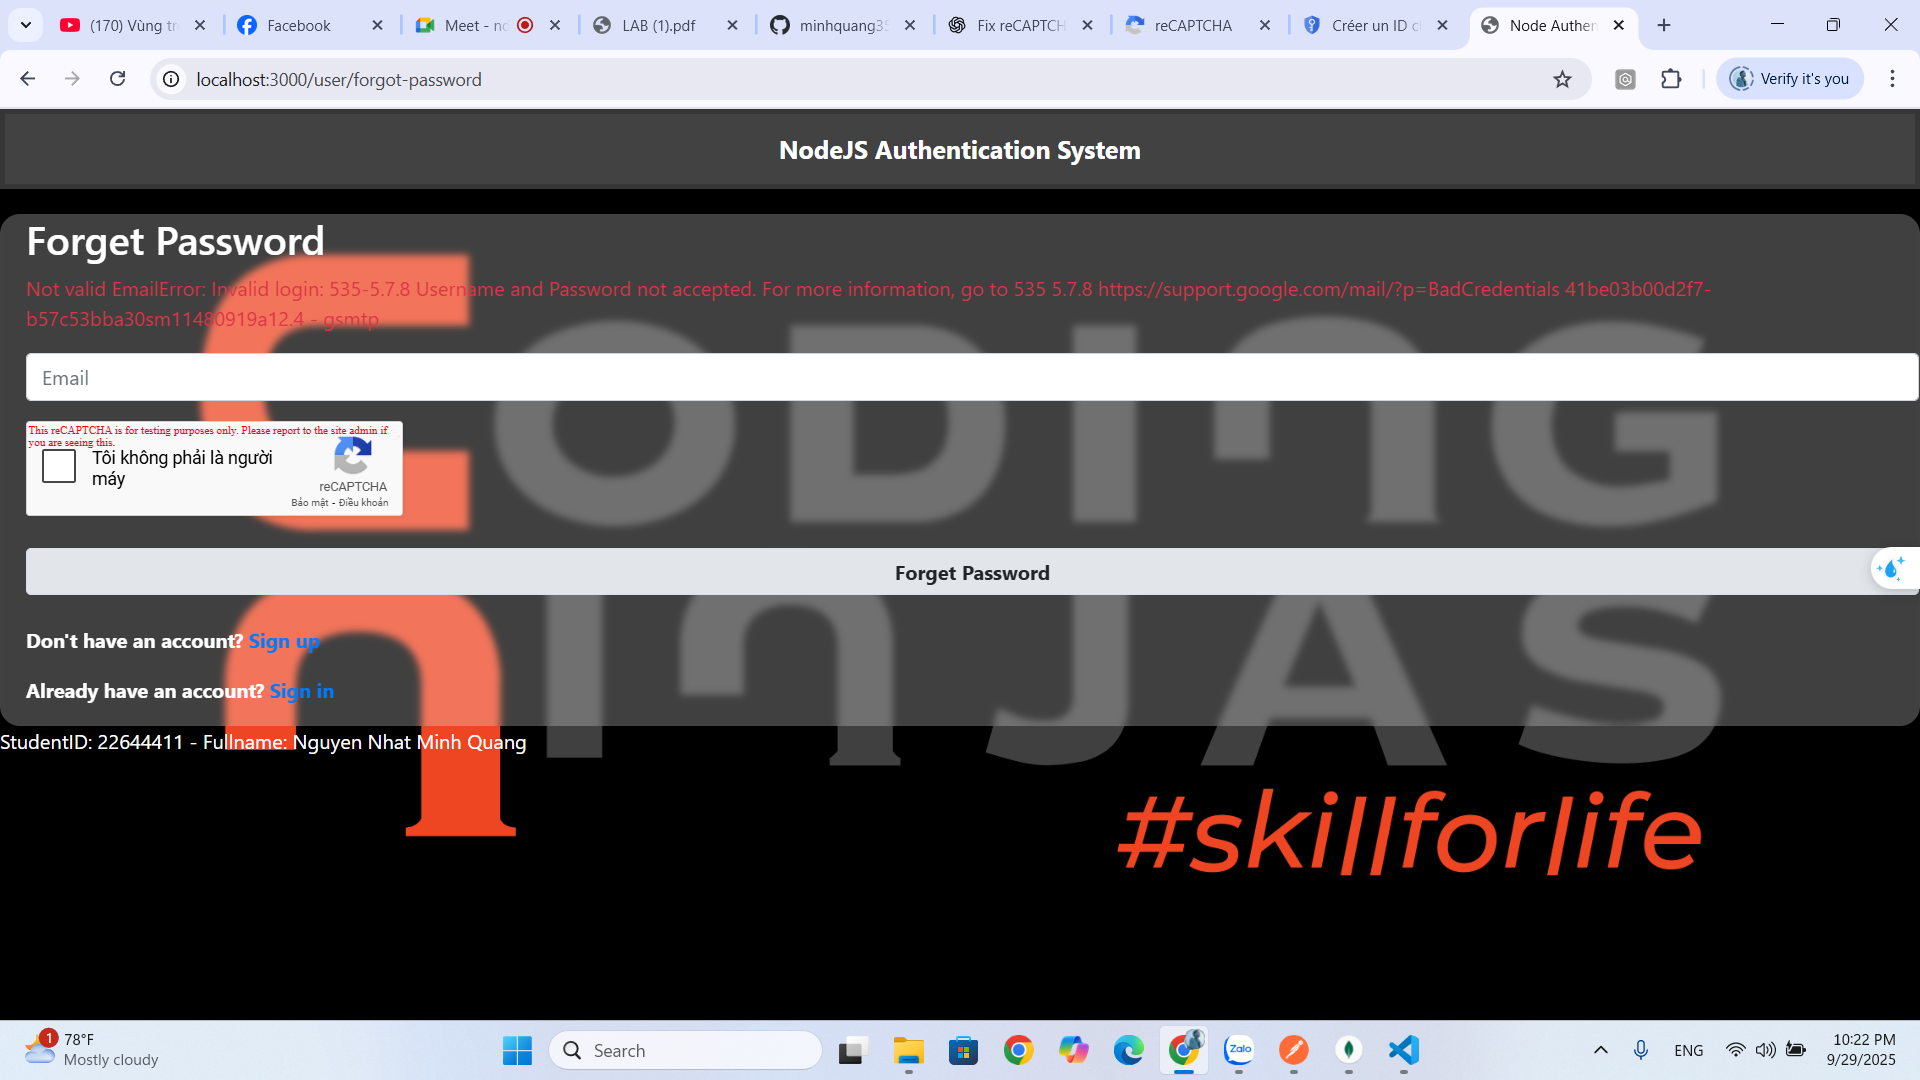 (170) Vùng tr
Facebook
Meet - nd
LAB (1).pdf
minhquang35
Fix reCAPTCH
reCAPTCHA
Créer un ID cl
Node Authen
localhost:3000/user/forgot-password
Verify it's you
NodeJS Authentication System
Forget Password
Not valid EmailError: Invalid login: 535-5.7.8 Username and Password not accepted. For more information, go to 535 5.7.8 https://support.google.com/mail/?p=BadCredentials 41be03b00d2f7-
b57c53bba30sm11480919a12.4 - gsmtp
Email
This reCAPTCHA is for testing purposes only. Please report to the site admin if
you are seeing this.
Tôi không phải là người
máy
reCAPTCHA
Bảo mật - Điều khoản
Forget Password
Don't have an account? Sign up
Already have an account? Sign in
StudentID: 22644411 - Fullname: Nguyen Nhat Minh Quang
CODING
NINJAS
#skillforlife
1
78°F
Mostly cloudy
Search
Zalo
ENG
10:22 PM
9/29/2025